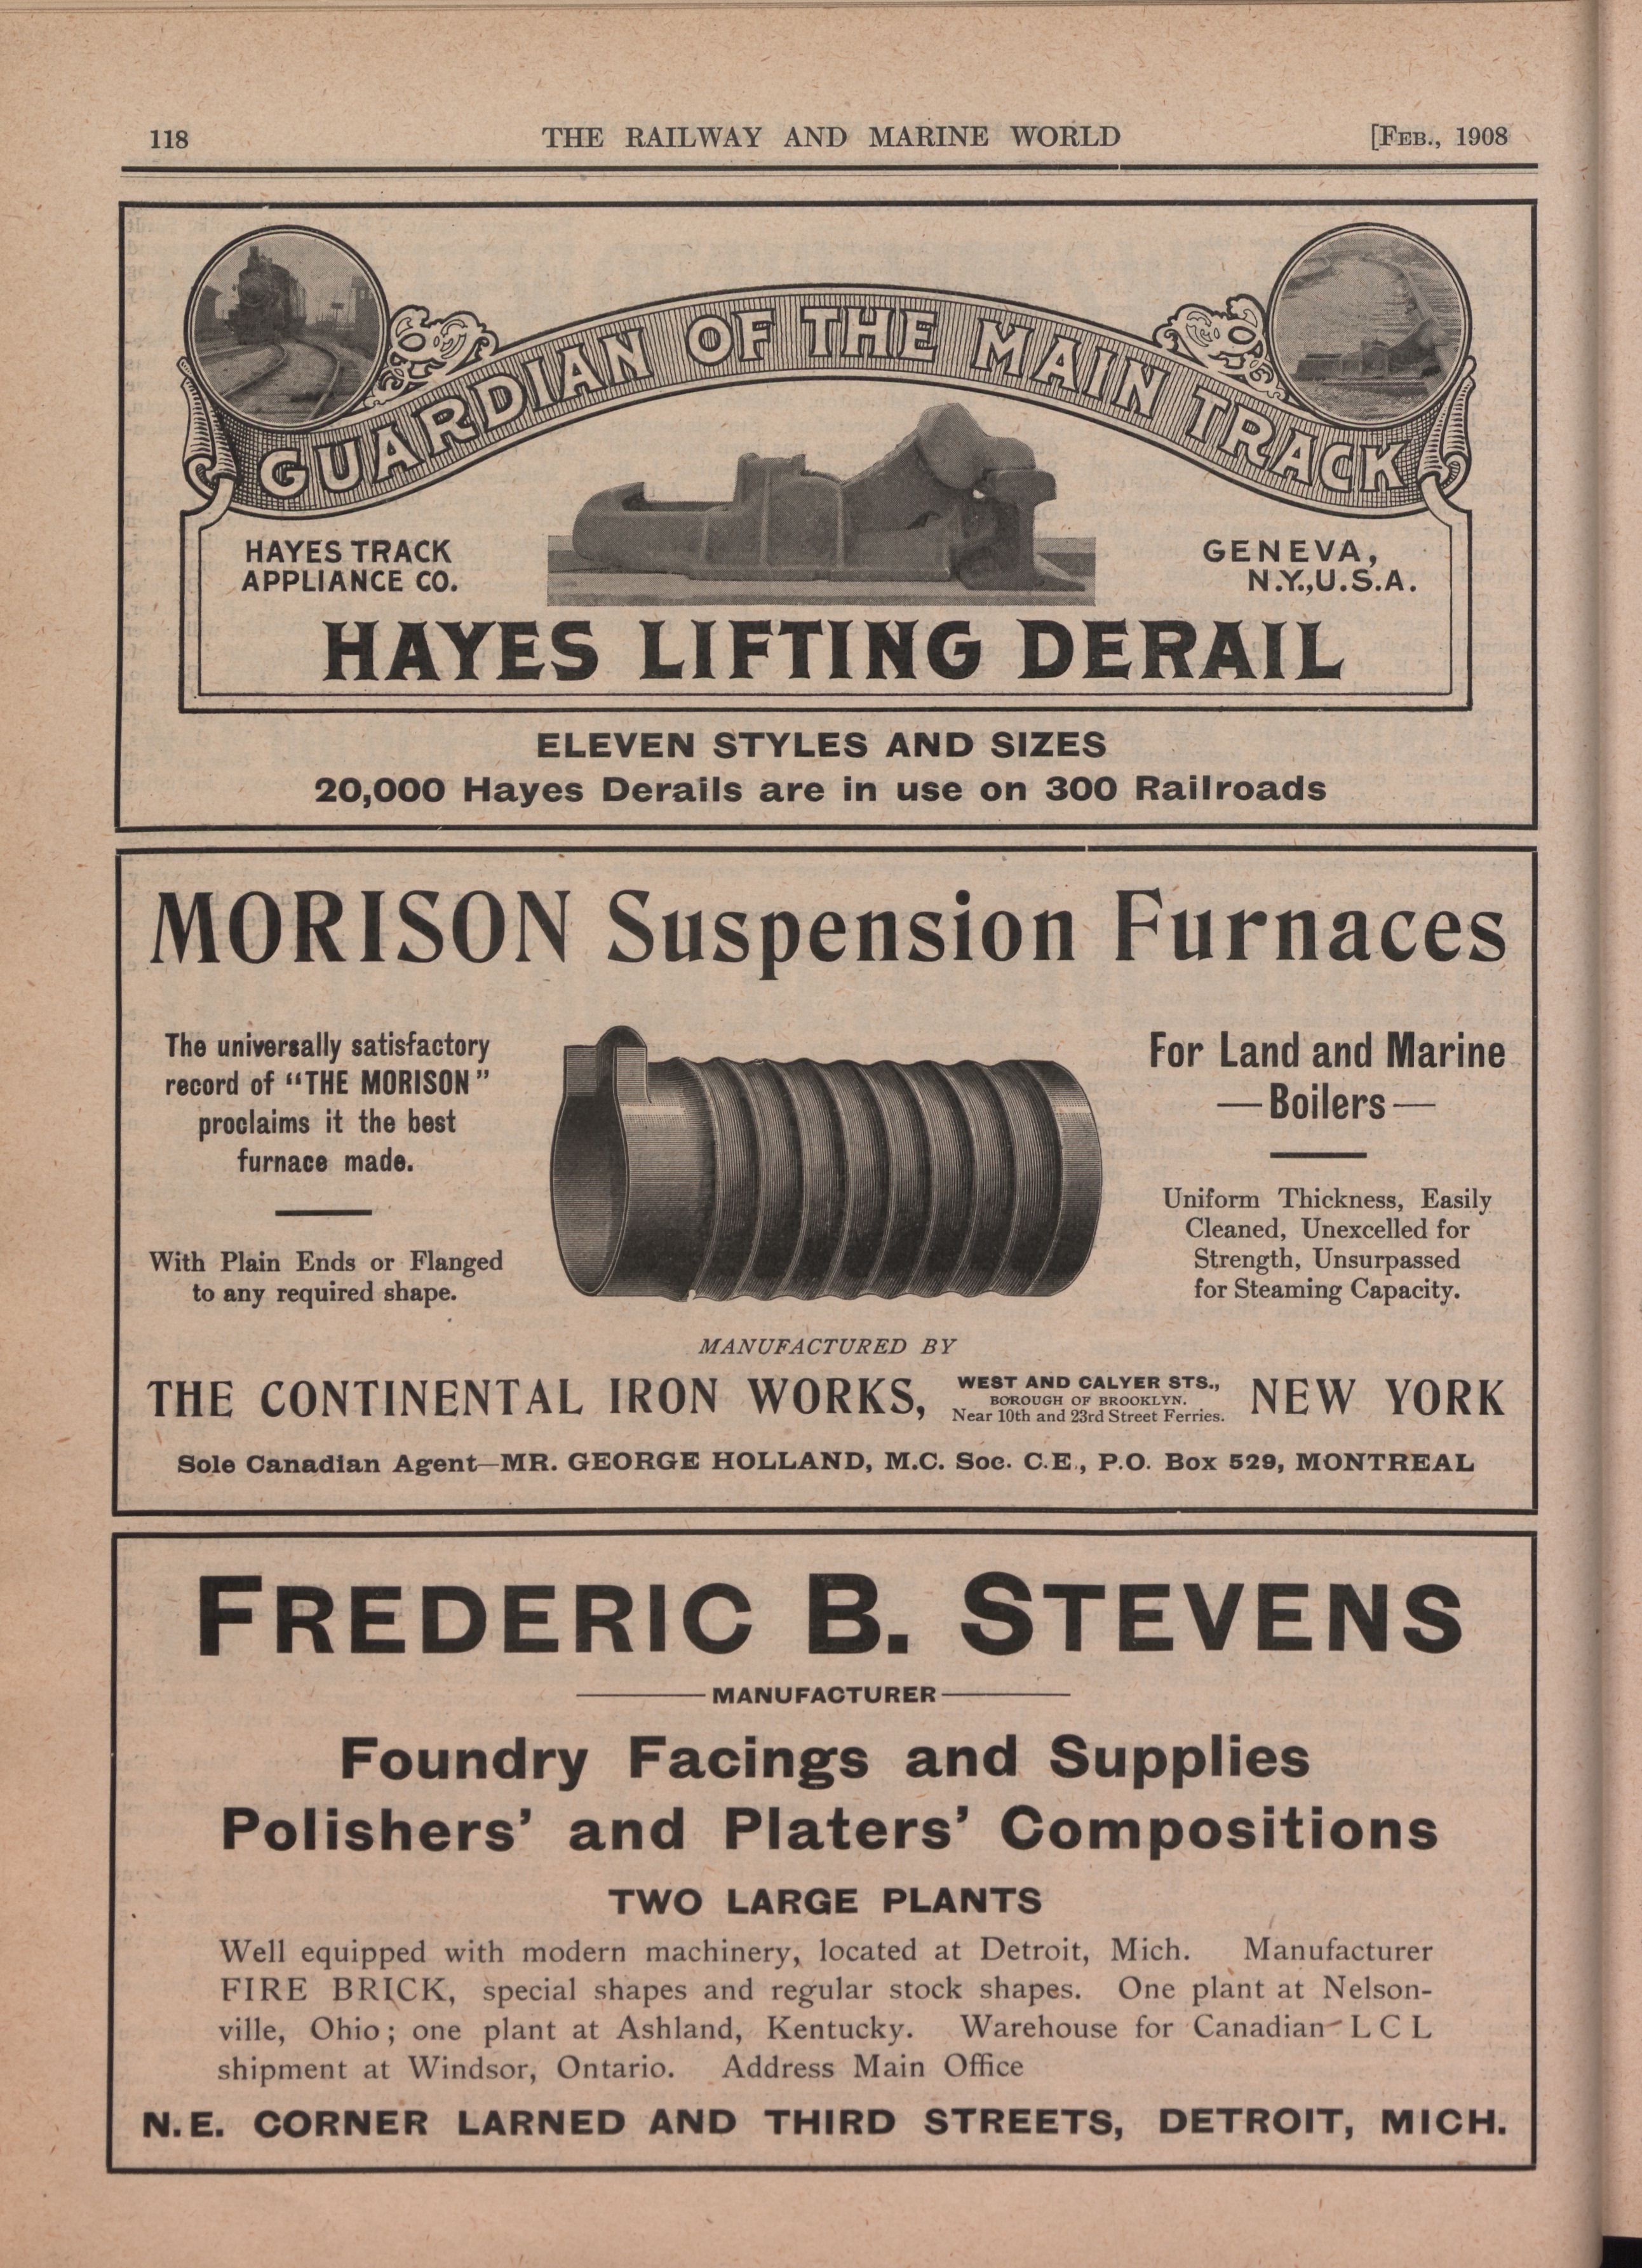 118 THE RAILWAY AND MARINE WORLD [FEB., 1908
GUARDIAN OF THE MAIN TRACK
HAYES TRACK
APPLIANCE CO.
GENEVA,
N.Y., U.S.A.
HAYES LIFTING DERAIL
ELEVEN STYLES AND SIZES
20,000 Hayes Derails are in use on 300 Railroads
MORISON Suspension Furnaces
The universally satisfactory
record of “THE MORISON”
proclaims it the best
furnace made.
With Plain Ends or Flanged
to any required shape.
For Land and Marine
—Boilers—
Uniform Thickness, Easily
Cleaned, Unexcelled for
Strength, Unsurpassed
for Steaming Capacity.
MANUFACTURED BY
THE CONTINENTAL IRON WORKS,
WEST AND CALYER STS.,
BOROUGH OF BROOKLYN.
Near 10th and 23rd Street Ferries.
NEW YORK
Sole Canadian Agent—MR. GEORGE HOLLAND, M.C. Soc. C.E., P.O. Box 529, MONTREAL
FREDERIC B. STEVENS
MANUFACTURER
Foundry Facings and Supplies
Polishers’ and Platers’ Compositions
TWO LARGE PLANTS
Well equipped with modern machinery, located at Detroit, Mich. Manufacturer
FIRE BRICK, special shapes and regular stock shapes. One plant at Nelson-
ville, Ohio; one plant at Ashland, Kentucky. Warehouse for Canadian L C L
shipment at Windsor, Ontario. Address Main Office
N.E. CORNER LARNED AND THIRD STREETS, DETROIT, MICH.